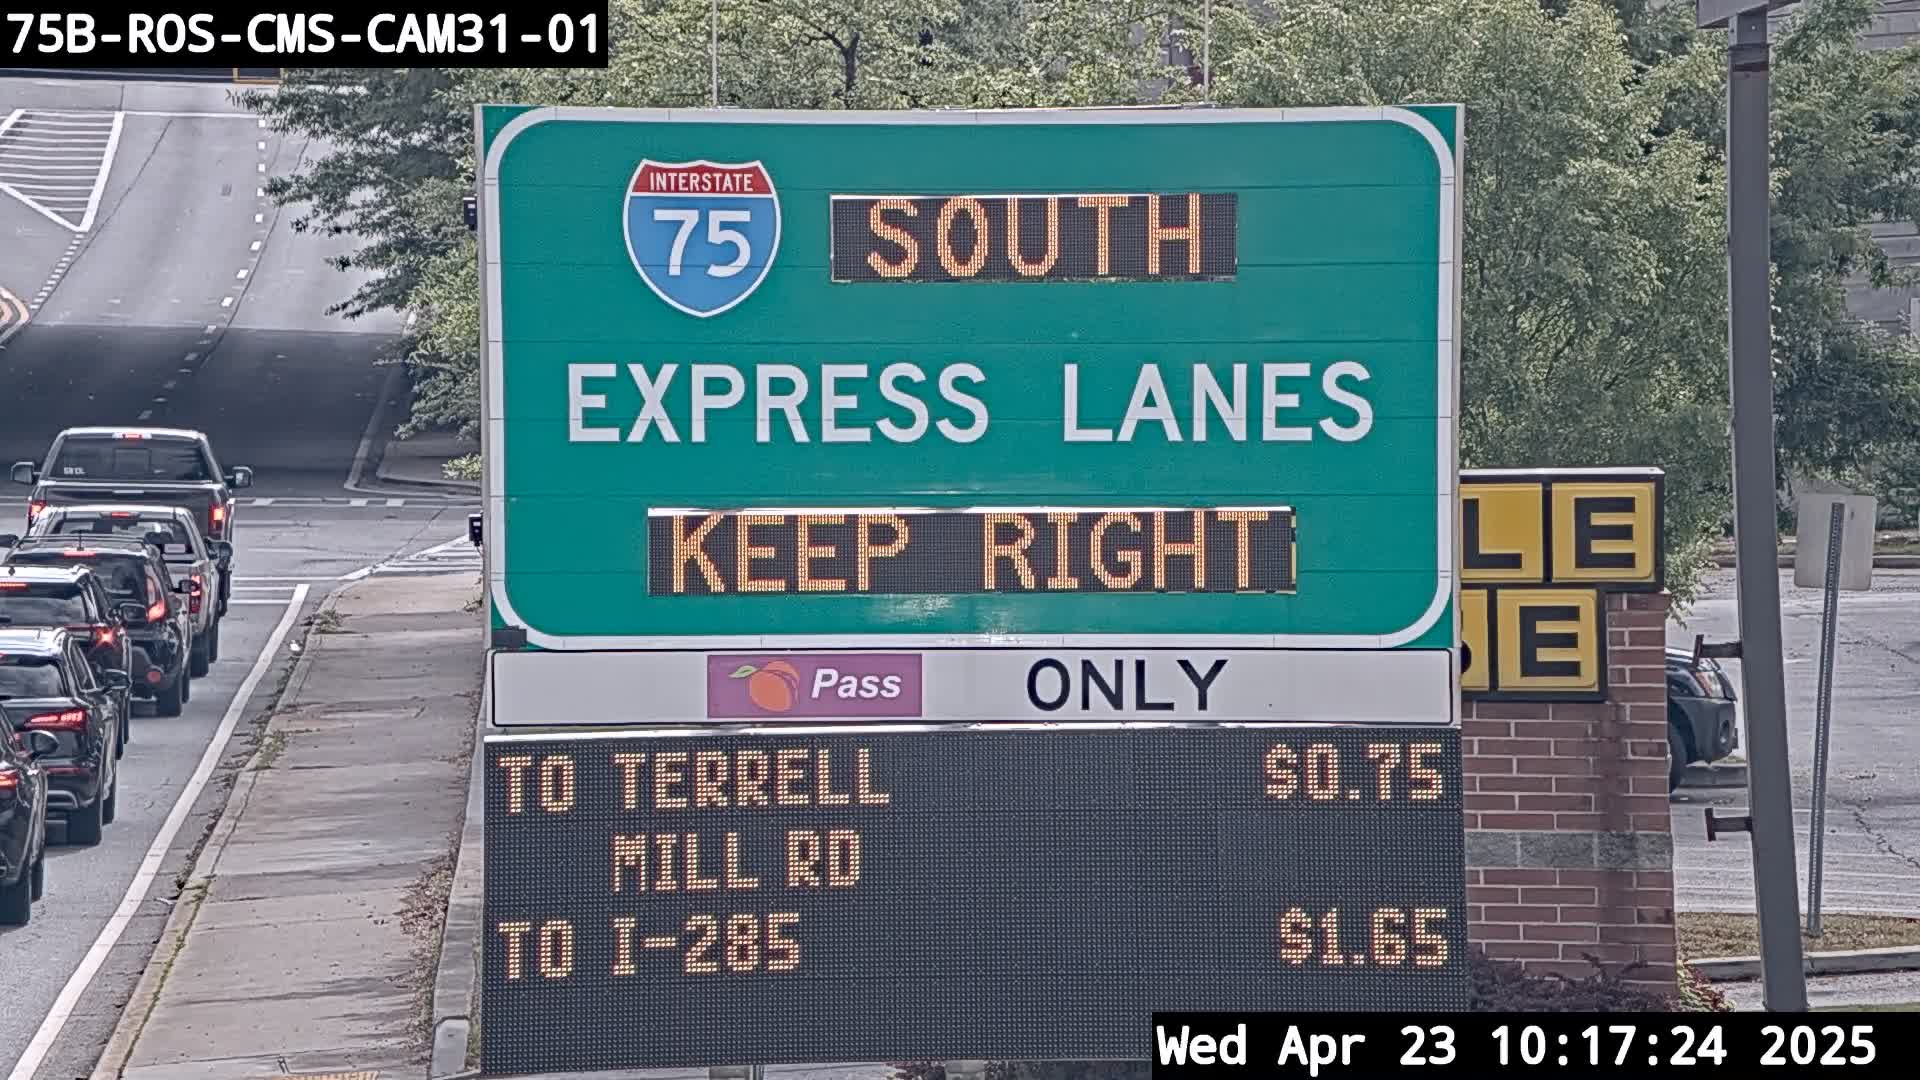 75B-ROS-CMS-CAM31-01
INTERSTATE
75
SOUTH
EXPRESS LANES
KEEP RIGHT
LE
E
Pass ONLY
TO TERRELL $0.75
MILL RD
TO I-285 $1.65
Wed Apr 23 10:17:24 2025